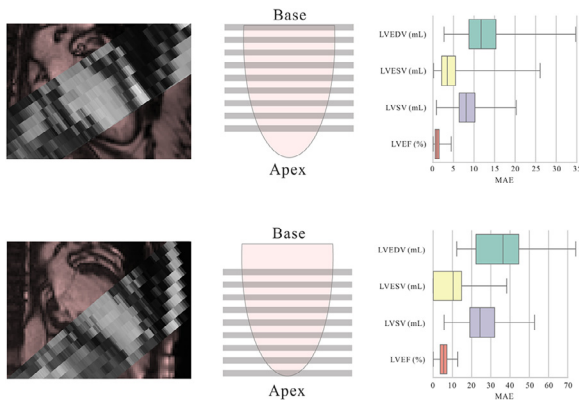 Base
Apex
LVEDV (mL)
LVESV (mL)
LVSV (mL)
LVEF (%)
0 5 10 15 20 25 30 35
MAE
Base
Apex
LVEDV (mL)
LVESV (mL)
LVSV (mL)
LVEF (%)
0 10 20 30 40 50 60 70
MAE